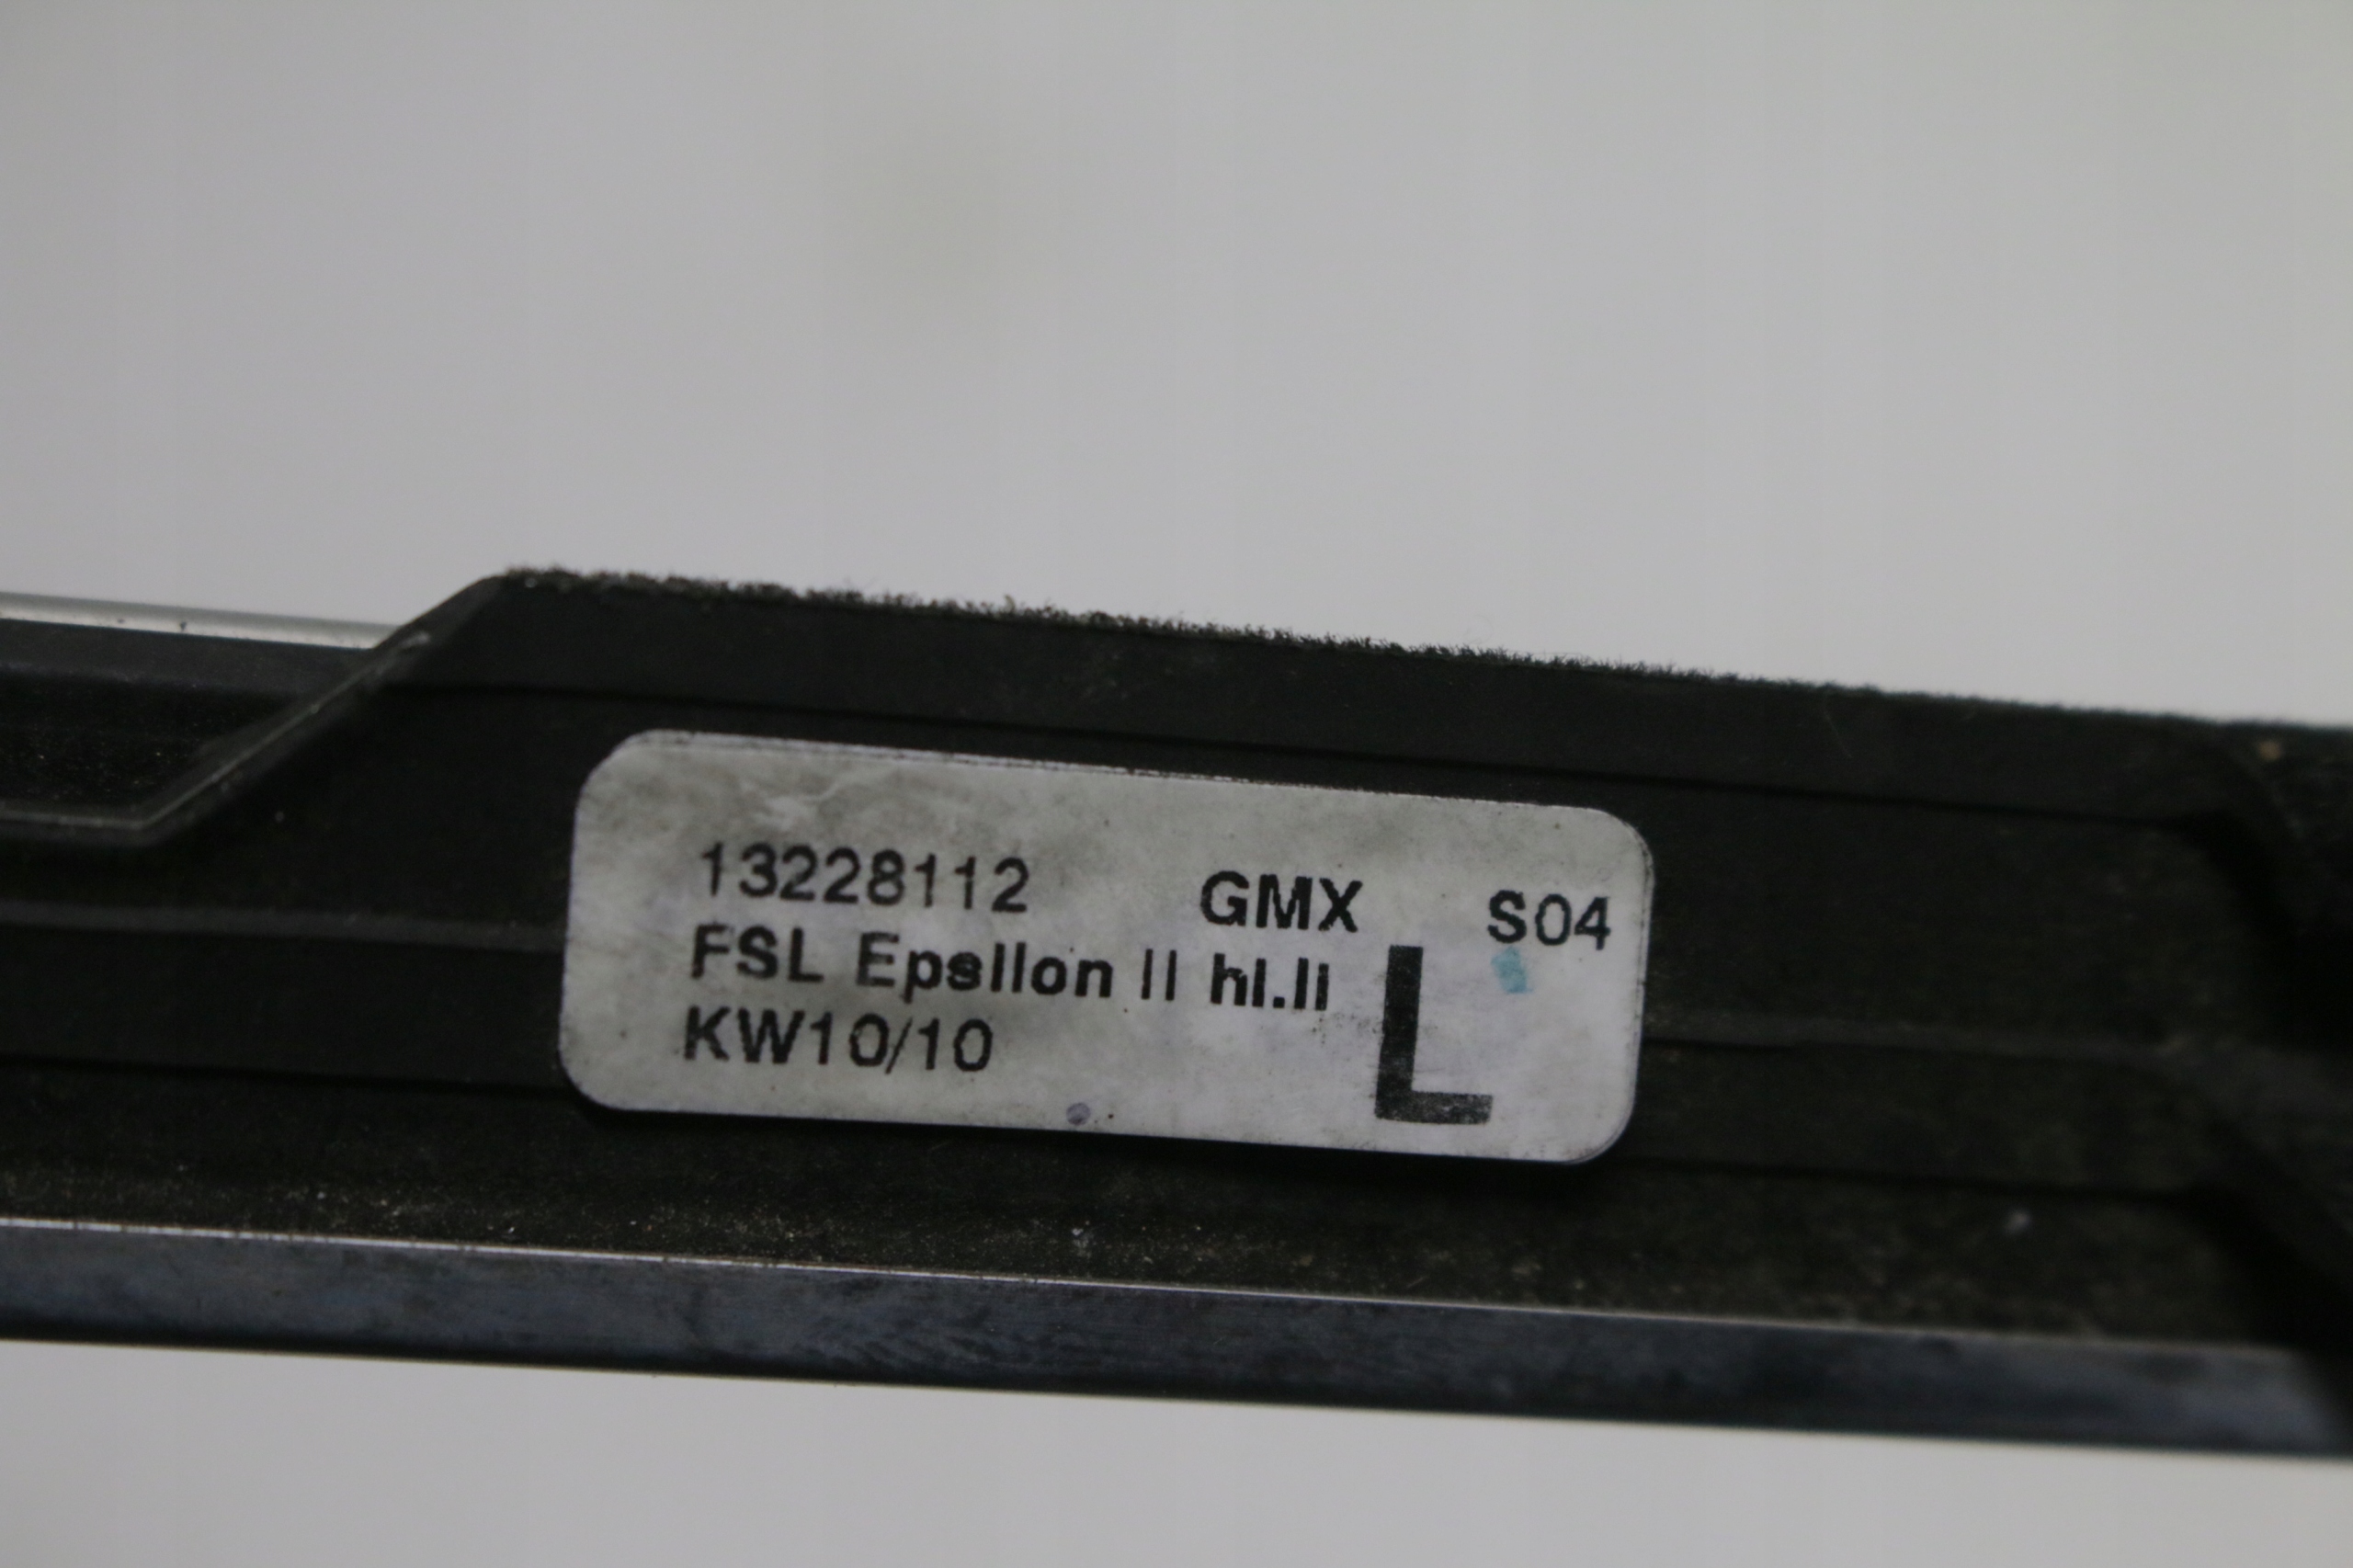 13228112 GMX S04
FSL Epsilon II hl.li L
KW10/10